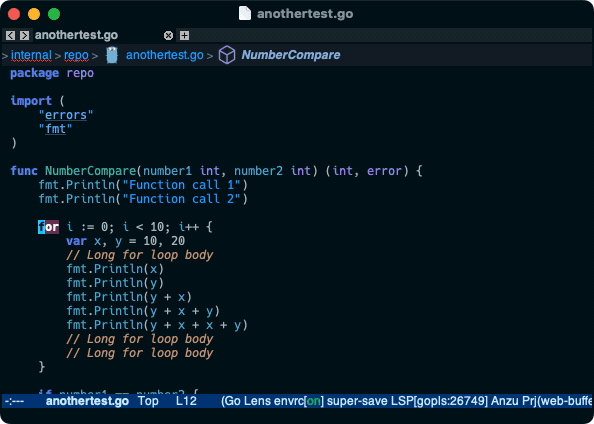 anothertest.go
anothertest.go
> internal > repo > anothertest.go > NumberCompare
package repo
import (
"errors"
"fmt"
)
func NumberCompare(number1 int, number2 int) (int, error) {
fmt.Println("Function call 1")
fmt.Println("Function call 2")
for i := 0; i < 10; i++ {
var x, y = 10, 20
// Long for loop body
fmt.Println(x)
fmt.Println(y)
fmt.Println(y + x)
fmt.Println(y + x + y)
fmt.Println(y + x + x + y)
// Long for loop body
// Long for loop body
}
if number1 == number2 {
-:--- anothertest.go Top L12 (Go Lens envrc[on] super-save LSP[gopls:26749] Anzu Prj(web-buffe